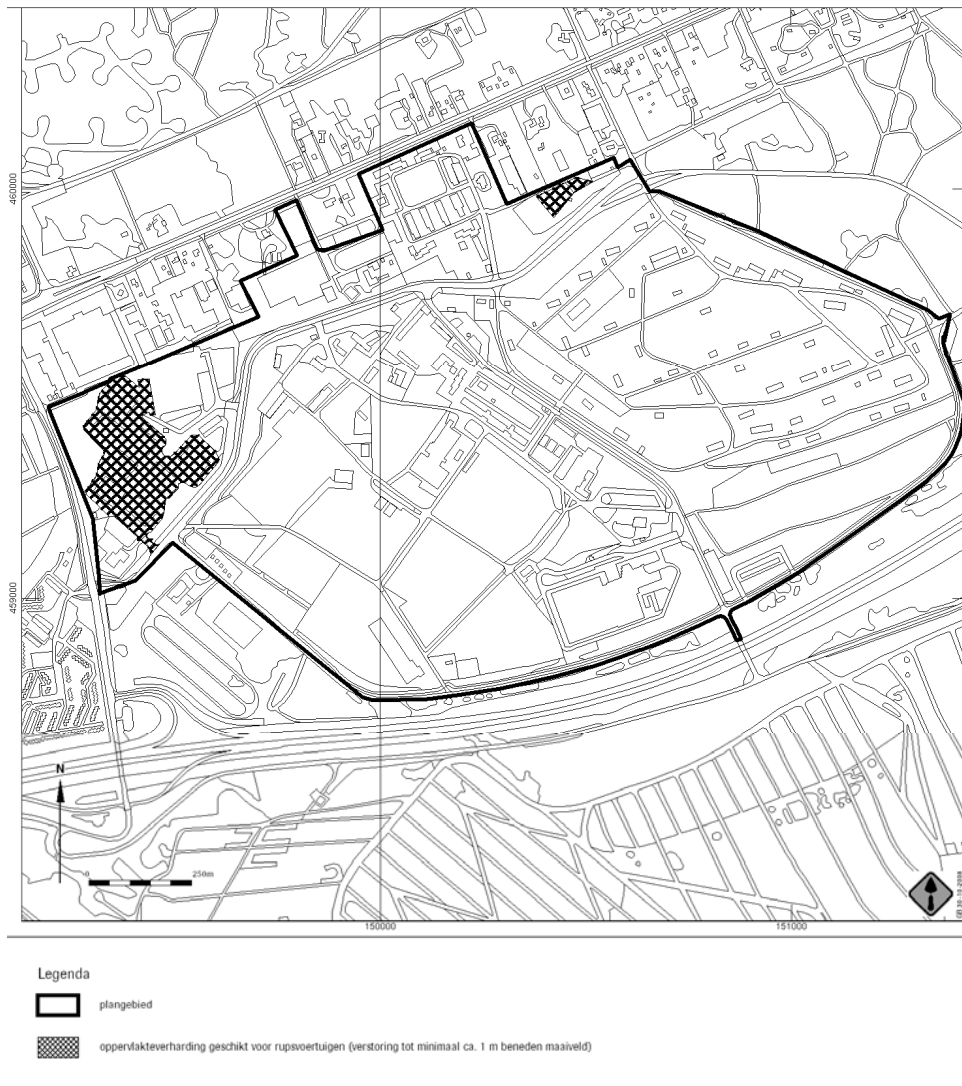 460000
459000
N
0 250m
150000
151000
Legenda
plangebied
oppervlakteverharding geschikt voor rupsvoertuigen (verstoring tot minimaal ca. 1 m beneden maaiveld)